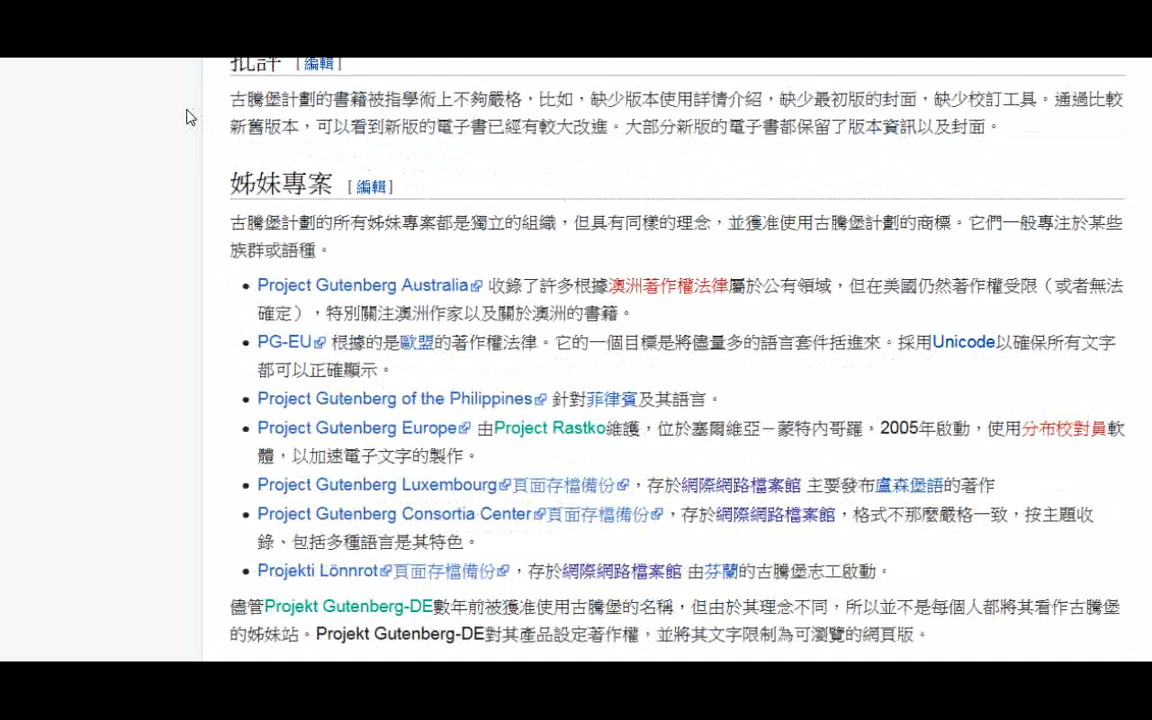 批評 [編輯]
古騰堡計劃的書籍被指學術上不夠嚴格，比如，缺少版本使用詳情介紹，缺少最初版的封面，缺少校訂工具。通過比較
新舊版本，可以看到新版的電子書已經有較大改進。大部分新版的電子書都保留了版本資訊以及封面。
姊妹專案 [編輯]
古騰堡計劃的所有姊妹專案都是獨立的組織，但具有同樣的理念，並獲准使用古騰堡計劃的商標。它們一般專注於某些
族群或語種。
Project Gutenberg Australia 收錄了許多根據澳洲著作權法律屬於公有領域，但在美國仍然著作權受限（或者無法
確定），特別關注澳洲作家以及關於澳洲的書籍。
PG-EU 根據的是歐盟的著作權法律。它的一個目標是將儘量多的語言套件括進來。採用Unicode以確保所有文字
都可以正確顯示。
Project Gutenberg of the Philippines 針對菲律賓及其語言。
Project Gutenberg Europe 由Project Rastko維護，位於塞爾維亞－蒙特內哥羅。2005年啟動，使用分布校對員軟
體，以加速電子文字的製作。
Project Gutenberg Luxembourg頁面存檔備份，存於網際網路檔案館 主要發布盧森堡語的著作
Project Gutenberg Consortia Center頁面存檔備份，存於網際網路檔案館，格式不那麼嚴格一致，按主題收
錄、包括多種語言是其特色。
Projekti Lönnrot頁面存檔備份，存於網際網路檔案館 由芬蘭的古騰堡志工啟動。
儘管Projekt Gutenberg-DE數年前被獲准使用古騰堡的名稱，但由於其理念不同，所以並不是每個人都將其看作古騰堡
的姊妹站。Projekt Gutenberg-DE對其產品設定著作權，並將其文字限制為可瀏覽的網頁版。